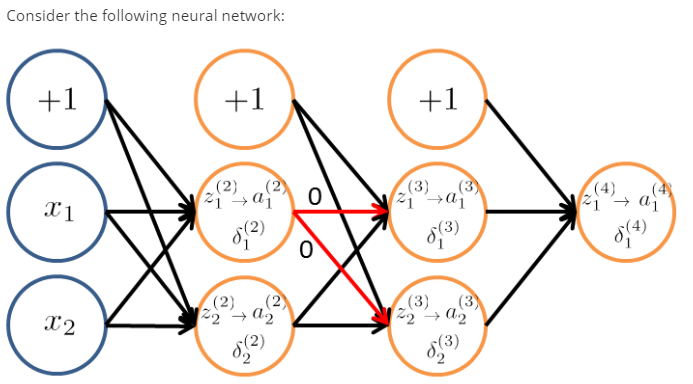 Consider the following neural network:
+1 +1 +1
x₁ z₁⁽²⁾ → a₁⁽²⁾ 0 z₁⁽³⁾ → a₁⁽³⁾ z₁⁽⁴⁾ → a₁⁽⁴⁾
δ₁⁽²⁾ δ₁⁽³⁾ δ₁⁽⁴⁾
0
x₂ z₂⁽²⁾ → a₂⁽²⁾ z₂⁽³⁾ → a₂⁽³⁾
δ₂⁽²⁾ δ₂⁽³⁾